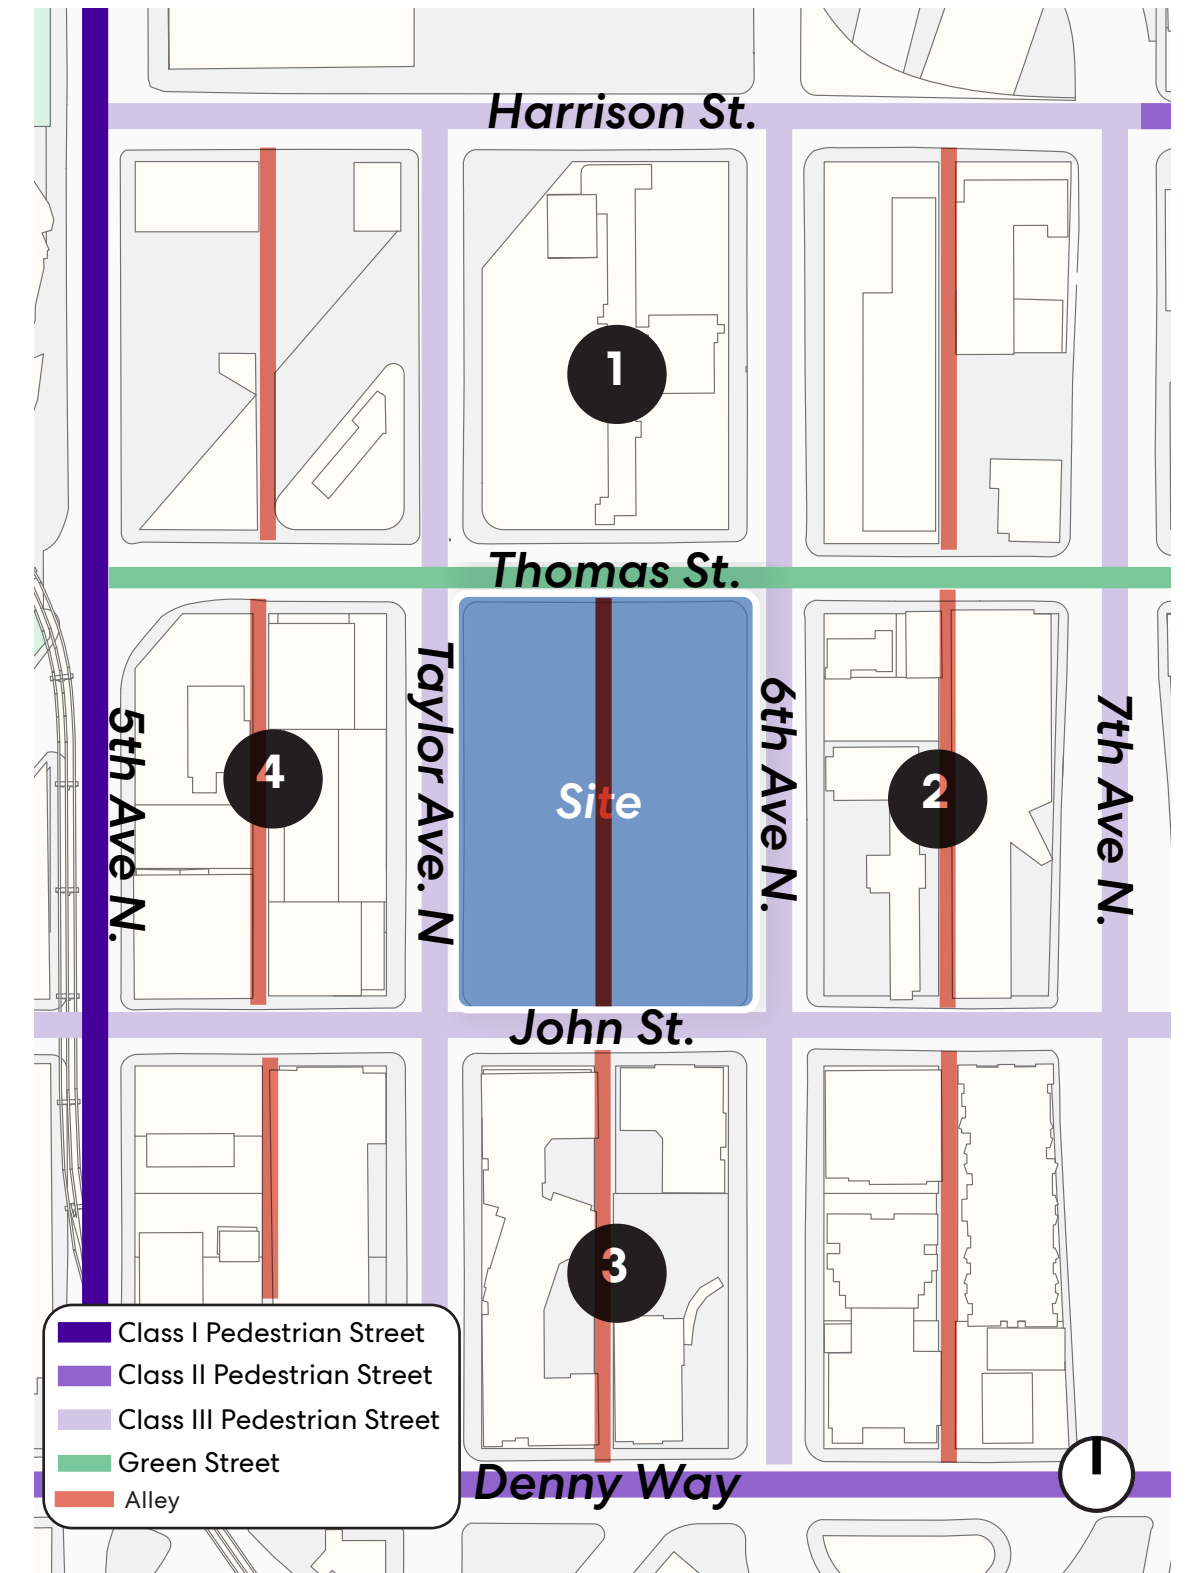 Harrison St.
1
Thomas St.
5th Ave N.
4
Taylor Ave. N
Site
6th Ave N.
2
7th Ave N.
John St.
3
Class I Pedestrian Street
Class II Pedestrian Street
Class III Pedestrian Street
Green Street
Alley
Denny Way